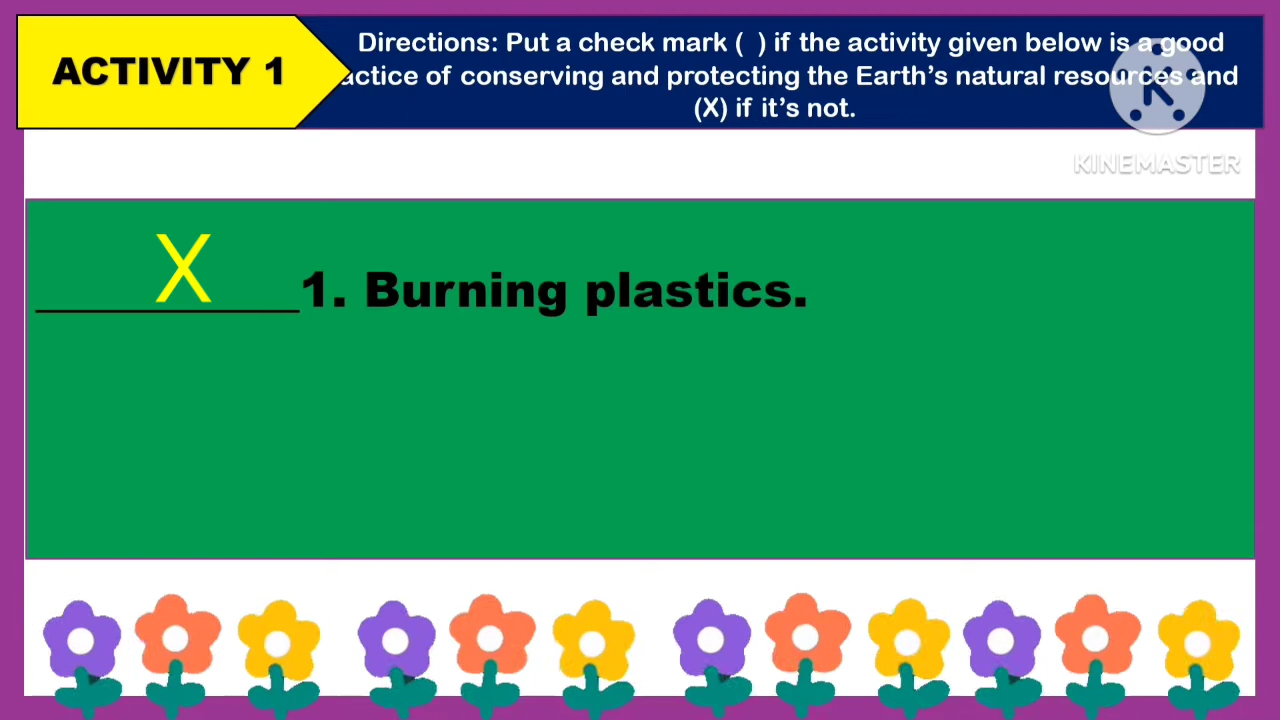 ACTIVITY 1
Directions: Put a check mark ( ) if the activity given below is a good
actice of conserving and protecting the Earth's natural resources and
(X) if it's not.
K
KINEMASTER
X
1. Burning plastics.